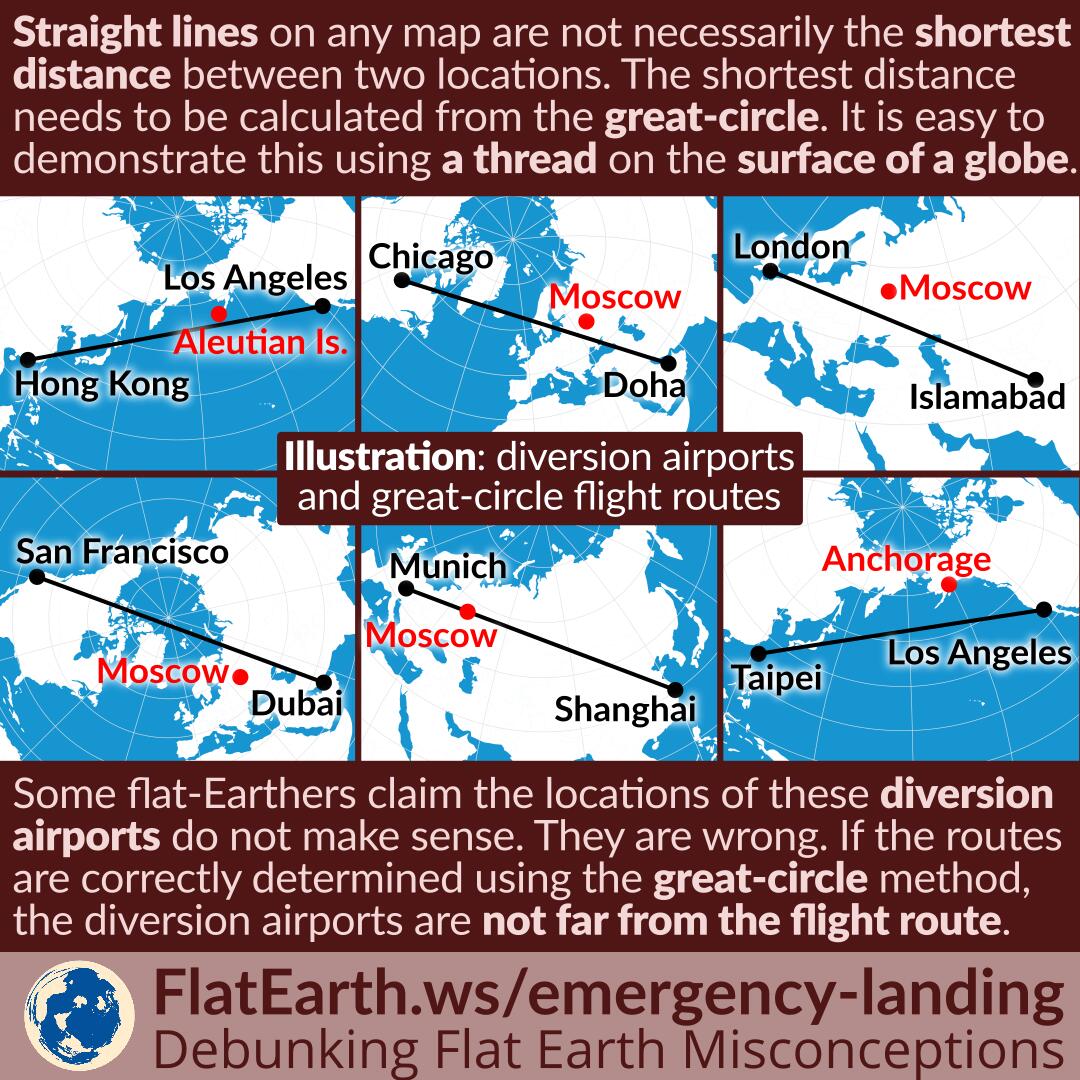 Straight lines on any map are not necessarily the shortest
distance between two locations. The shortest distance
needs to be calculated from the great-circle. It is easy to
demonstrate this using a thread on the surface of a globe.
Los Angeles
Aleutian Is.
Hong Kong
Chicago
Moscow
Doha
London
Moscow
Islamabad
Illustration: diversion airports
and great-circle flight routes
San Francisco
Moscow
Dubai
Munich
Moscow
Shanghai
Anchorage
Los Angeles
Taipei
Some flat-Earthers claim the locations of these diversion
airports do not make sense. They are wrong. If the routes
are correctly determined using the great-circle method,
the diversion airports are not far from the flight route.
FlatEarth.ws/emergency-landing
Debunking Flat Earth Misconceptions